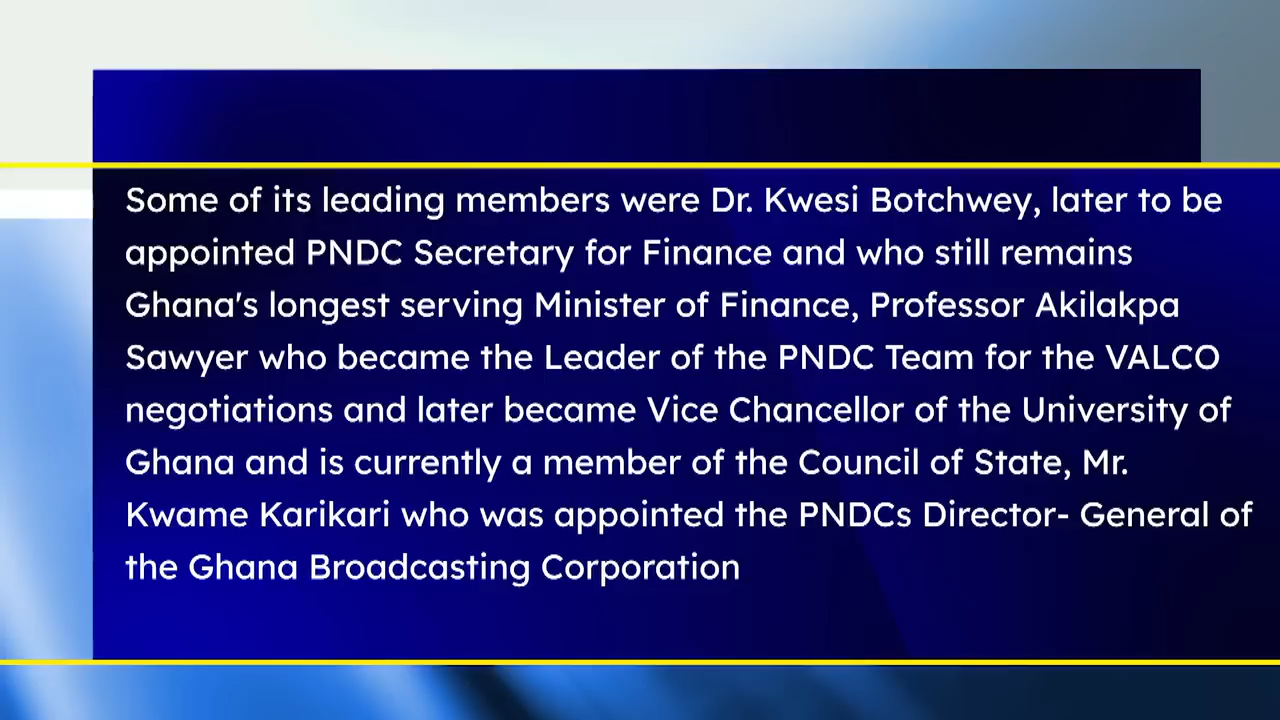 Some of its leading members were Dr. Kwesi Botchwey, later to be
appointed PNDC Secretary for Finance and who still remains
Ghana's longest serving Minister of Finance, Professor Akilakpa
Sawyer who became the Leader of the PNDC Team for the VALCO
negotiations and later became Vice Chancellor of the University of
Ghana and is currently a member of the Council of State, Mr.
Kwame Karikari who was appointed the PNDCs Director- General of
the Ghana Broadcasting Corporation